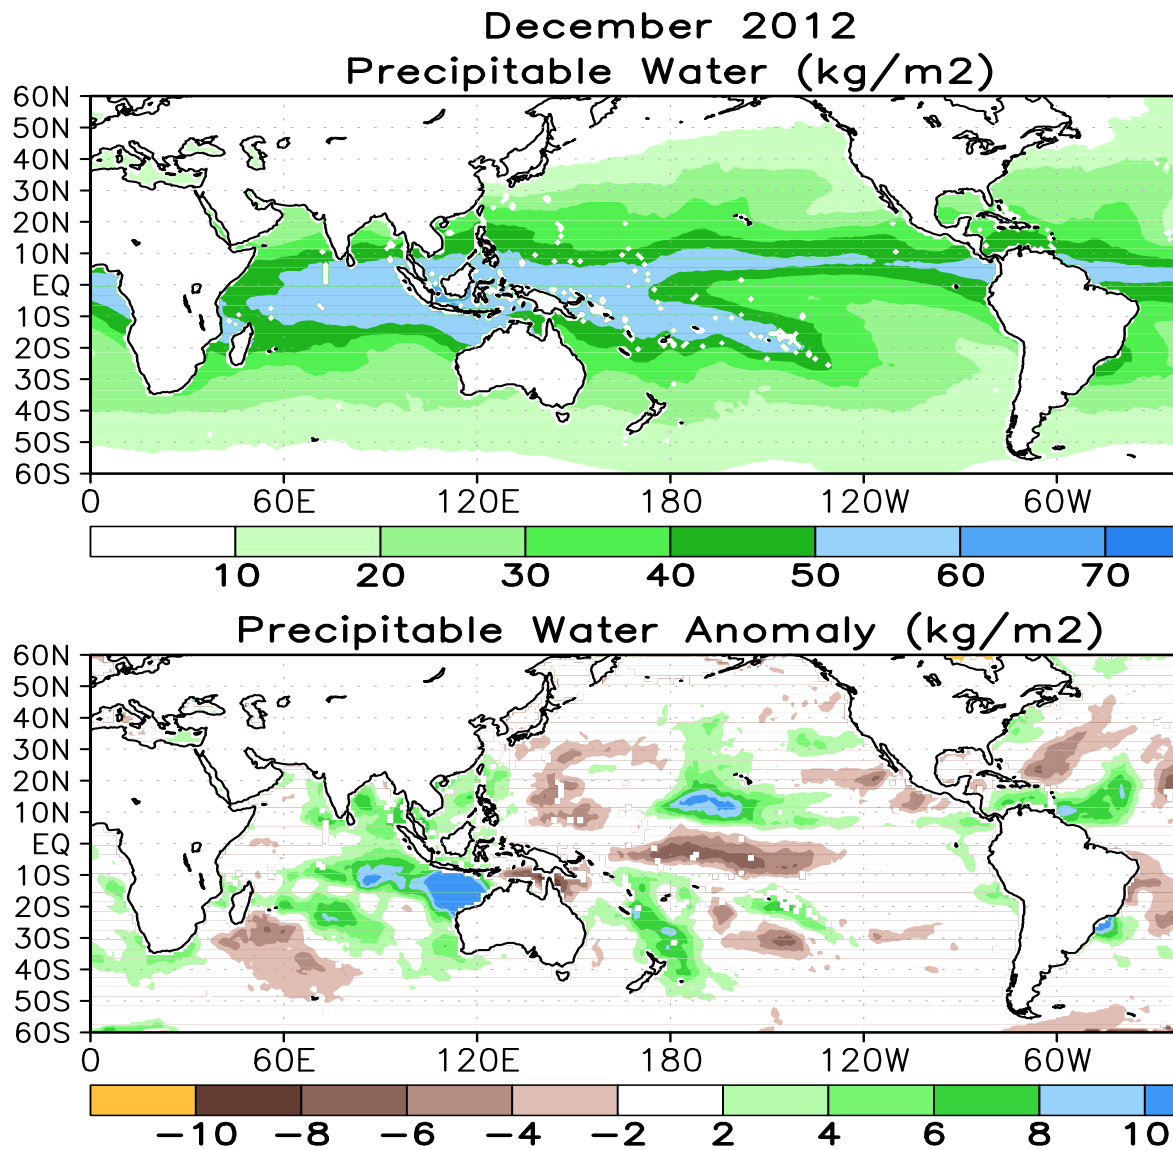 December 2012
Precipitable Water (kg/m2)
60N
50N
40N
30N
20N
10N
EQ
10S
20S
30S
40S
50S
60S
0 60E 120E 180 120W 60W
10 20 30 40 50 60 70
Precipitable Water Anomaly (kg/m2)
60N
50N
40N
30N
20N
10N
EQ
10S
20S
30S
40S
50S
60S
0 60E 120E 180 120W 60W
−10 −8 −6 −4 −2 2 4 6 8 10